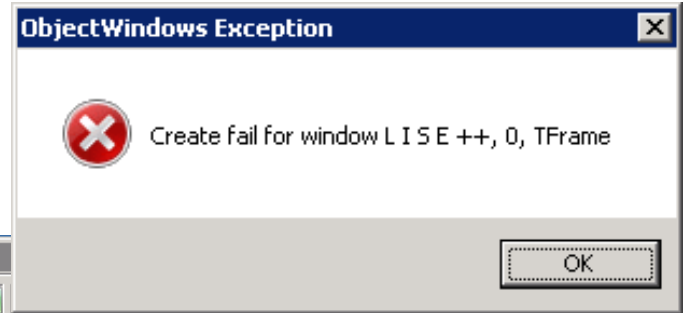 ObjectWindows Exception
Create fail for window L I S E ++, 0, TFrame
OK